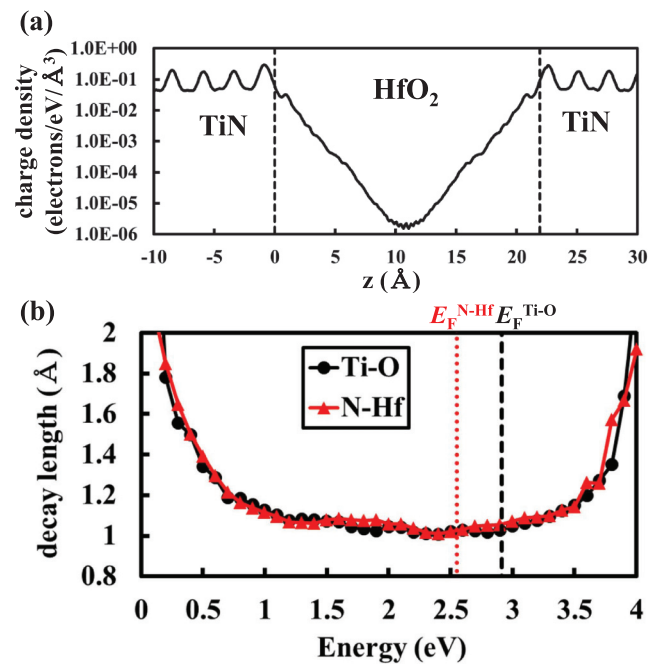 (a)
charge density
(electrons/eV/Å³)
1.0E+00
1.0E-01
1.0E-02
1.0E-03
1.0E-04
1.0E-05
1.0E-06
TiN
HfO₂
TiN
-10 -5 0 5 10 15 20 25 30
z (Å)
(b)
E_F^N-Hf E_F^Ti-O
decay length (Å)
2
1.8
1.6
1.4
1.2
1
0.8
Ti-O
N-Hf
0 0.5 1 1.5 2 2.5 3 3.5 4
Energy (eV)